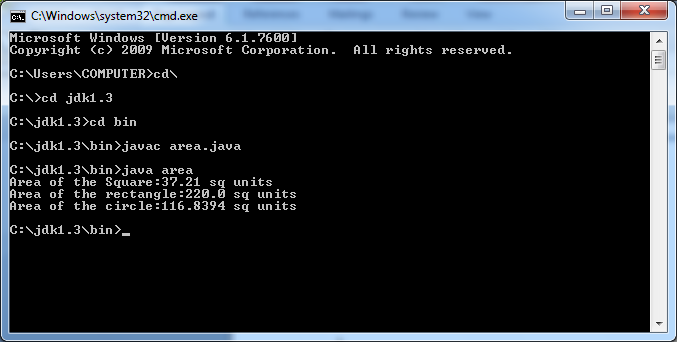 C:\Windows\system32\cmd.exe
Microsoft Windows [Version 6.1.7600]
Copyright (c) 2009 Microsoft Corporation.  All rights reserved.
C:\Users\COMPUTER>cd\
C:\>cd jdk1.3
C:\jdk1.3>cd bin
C:\jdk1.3\bin>javac area.java
C:\jdk1.3\bin>java area
Area of the Square:37.21 sq units
Area of the rectangle:220.0 sq units
Area of the circle:116.8394 sq units
C:\jdk1.3\bin>_